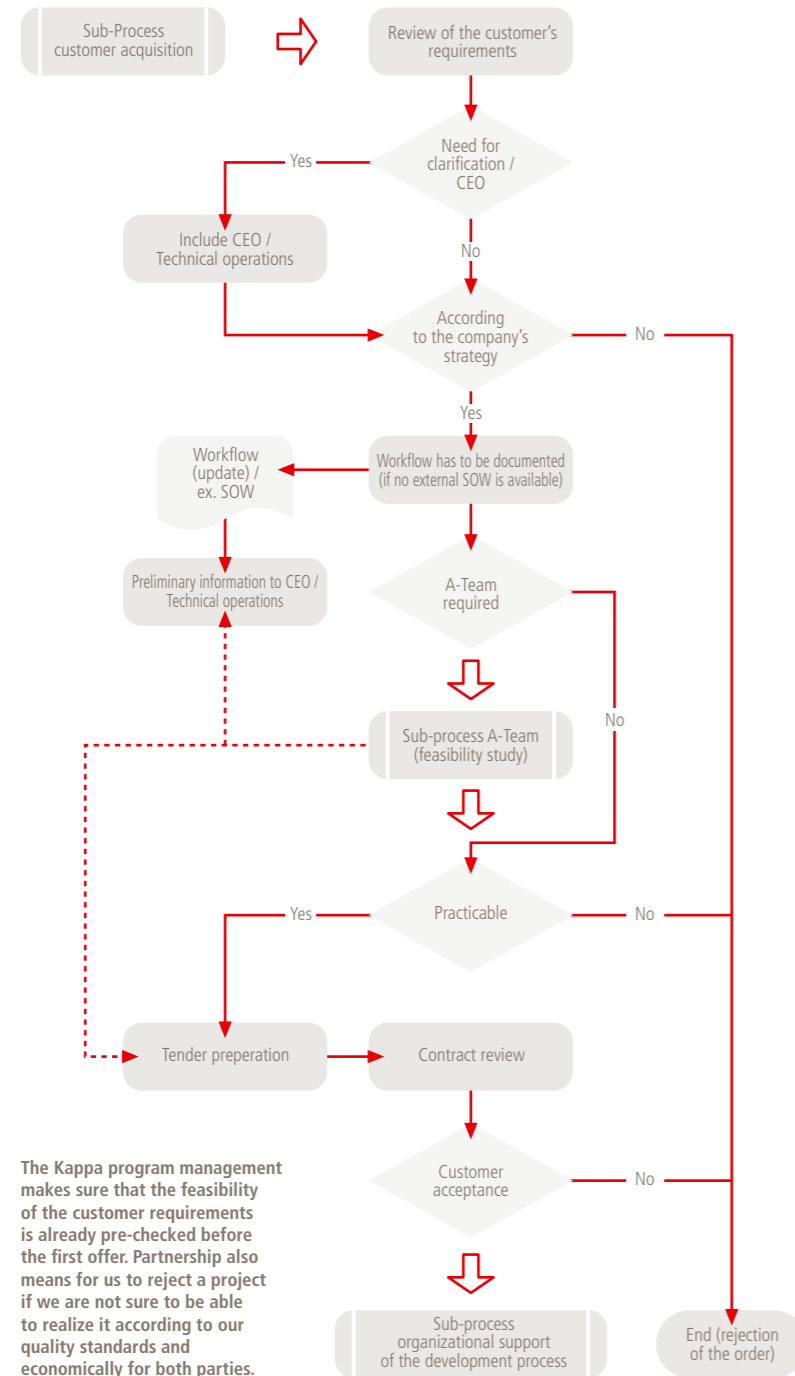 Sub-Process
customer acquisition
Review of the customer's
requirements
Need for
clarification /
CEO
Yes
Include CEO /
Technical operations
No
According
to the company's
strategy
No
Yes
Workflow
(update) /
ex. SOW
Workflow has to be documented
(if no external SOW is available)
Preliminary information to CEO /
Technical operations
A-Team
required
No
Sub-process A-Team
(feasibility study)
Yes
Practicable
No
Tender preperation
Contract review
The Kappa program management
makes sure that the feasibility
of the customer requirements
is already pre-checked before
the first offer. Partnership also
means for us to reject a project
if we are not sure to be able
to realize it according to our
quality standards and
economically for both parties.
Customer
acceptance
No
Sub-process
organizational support
of the development process
End (rejection
of the order)